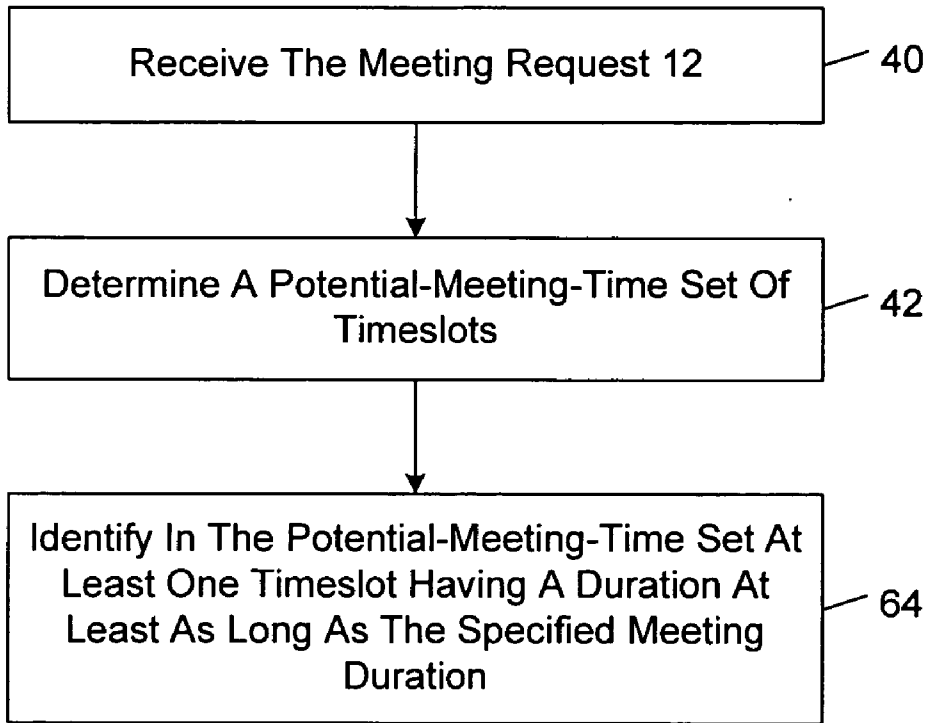 Receive The Meeting Request 12
40
Determine A Potential-Meeting-Time Set Of
Timeslots
42
Identify In The Potential-Meeting-Time Set At
Least One Timeslot Having A Duration At
Least As Long As The Specified Meeting
Duration
64